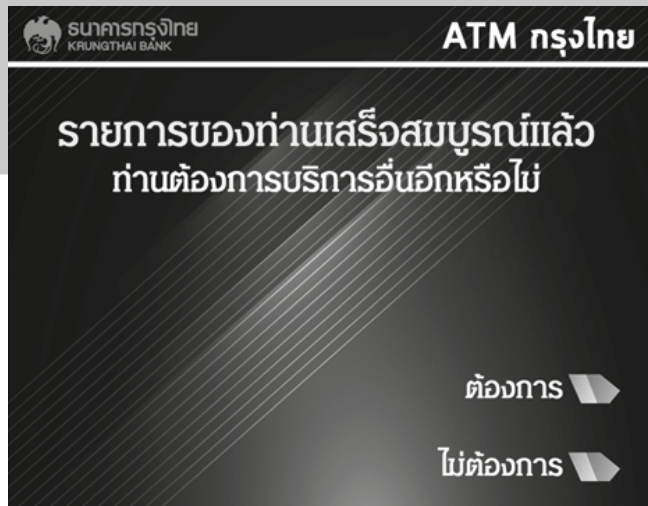 ธนาคารกรุงไทย
KRUNGTHAI BANK
ATM กรุงไทย
รายการของท่านเสร็จสมบูรณ์แล้ว
ท่านต้องการบริการอื่นอีกหรือไม่
ต้องการ
ไม่ต้องการ